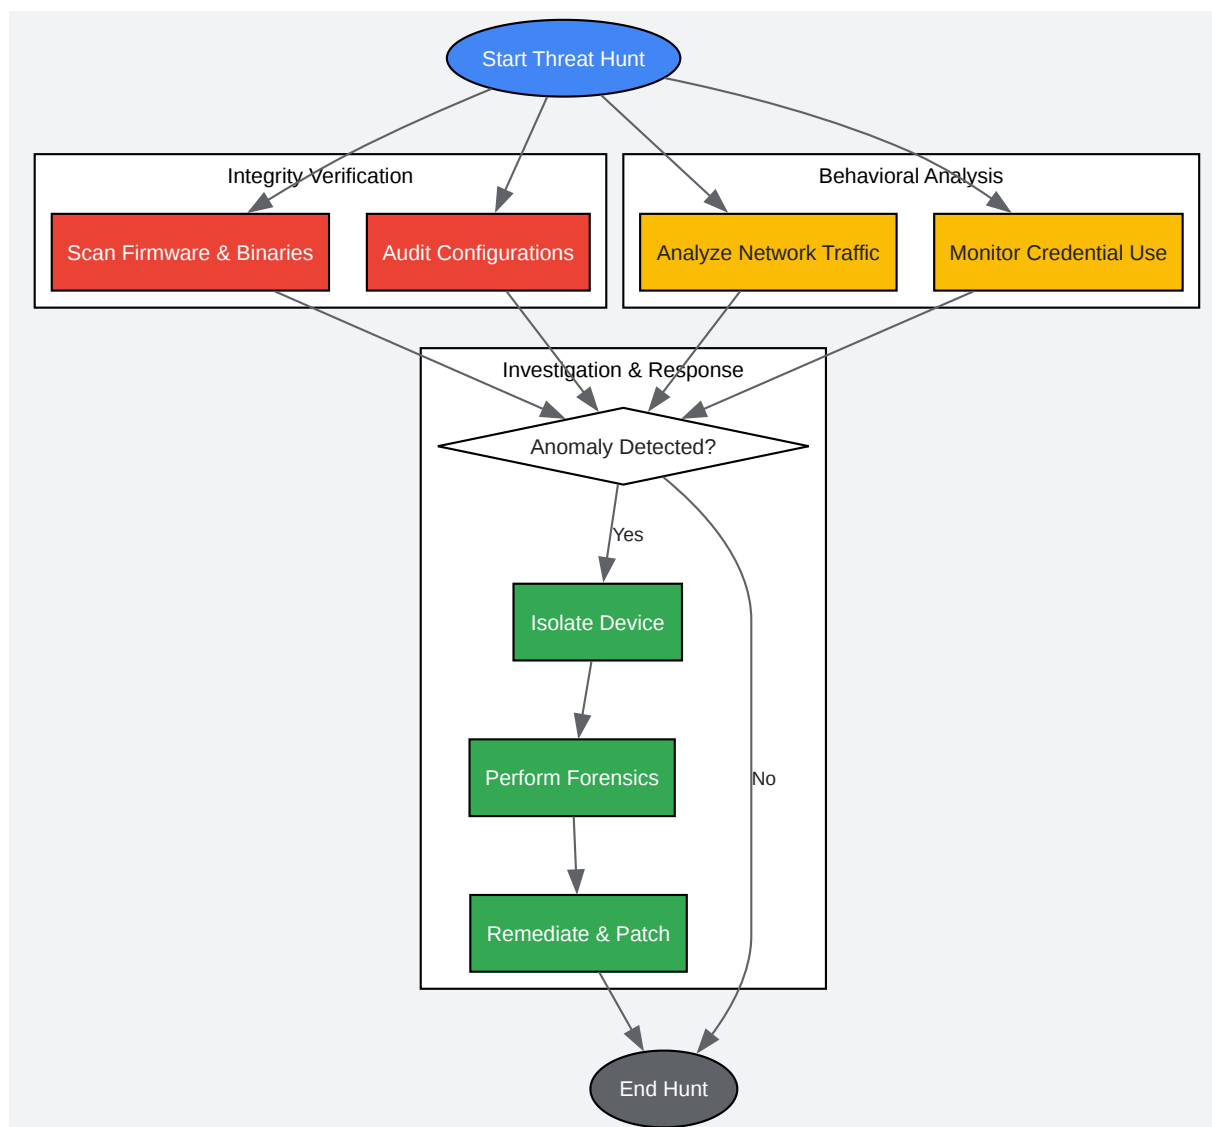 Start Threat Hunt
Integrity Verification
Behavioral Analysis
Scan Firmware & Binaries
Audit Configurations
Analyze Network Traffic
Monitor Credential Use
Investigation & Response
Anomaly Detected?
Yes
Isolate Device
Perform Forensics
No
Remediate & Patch
End Hunt